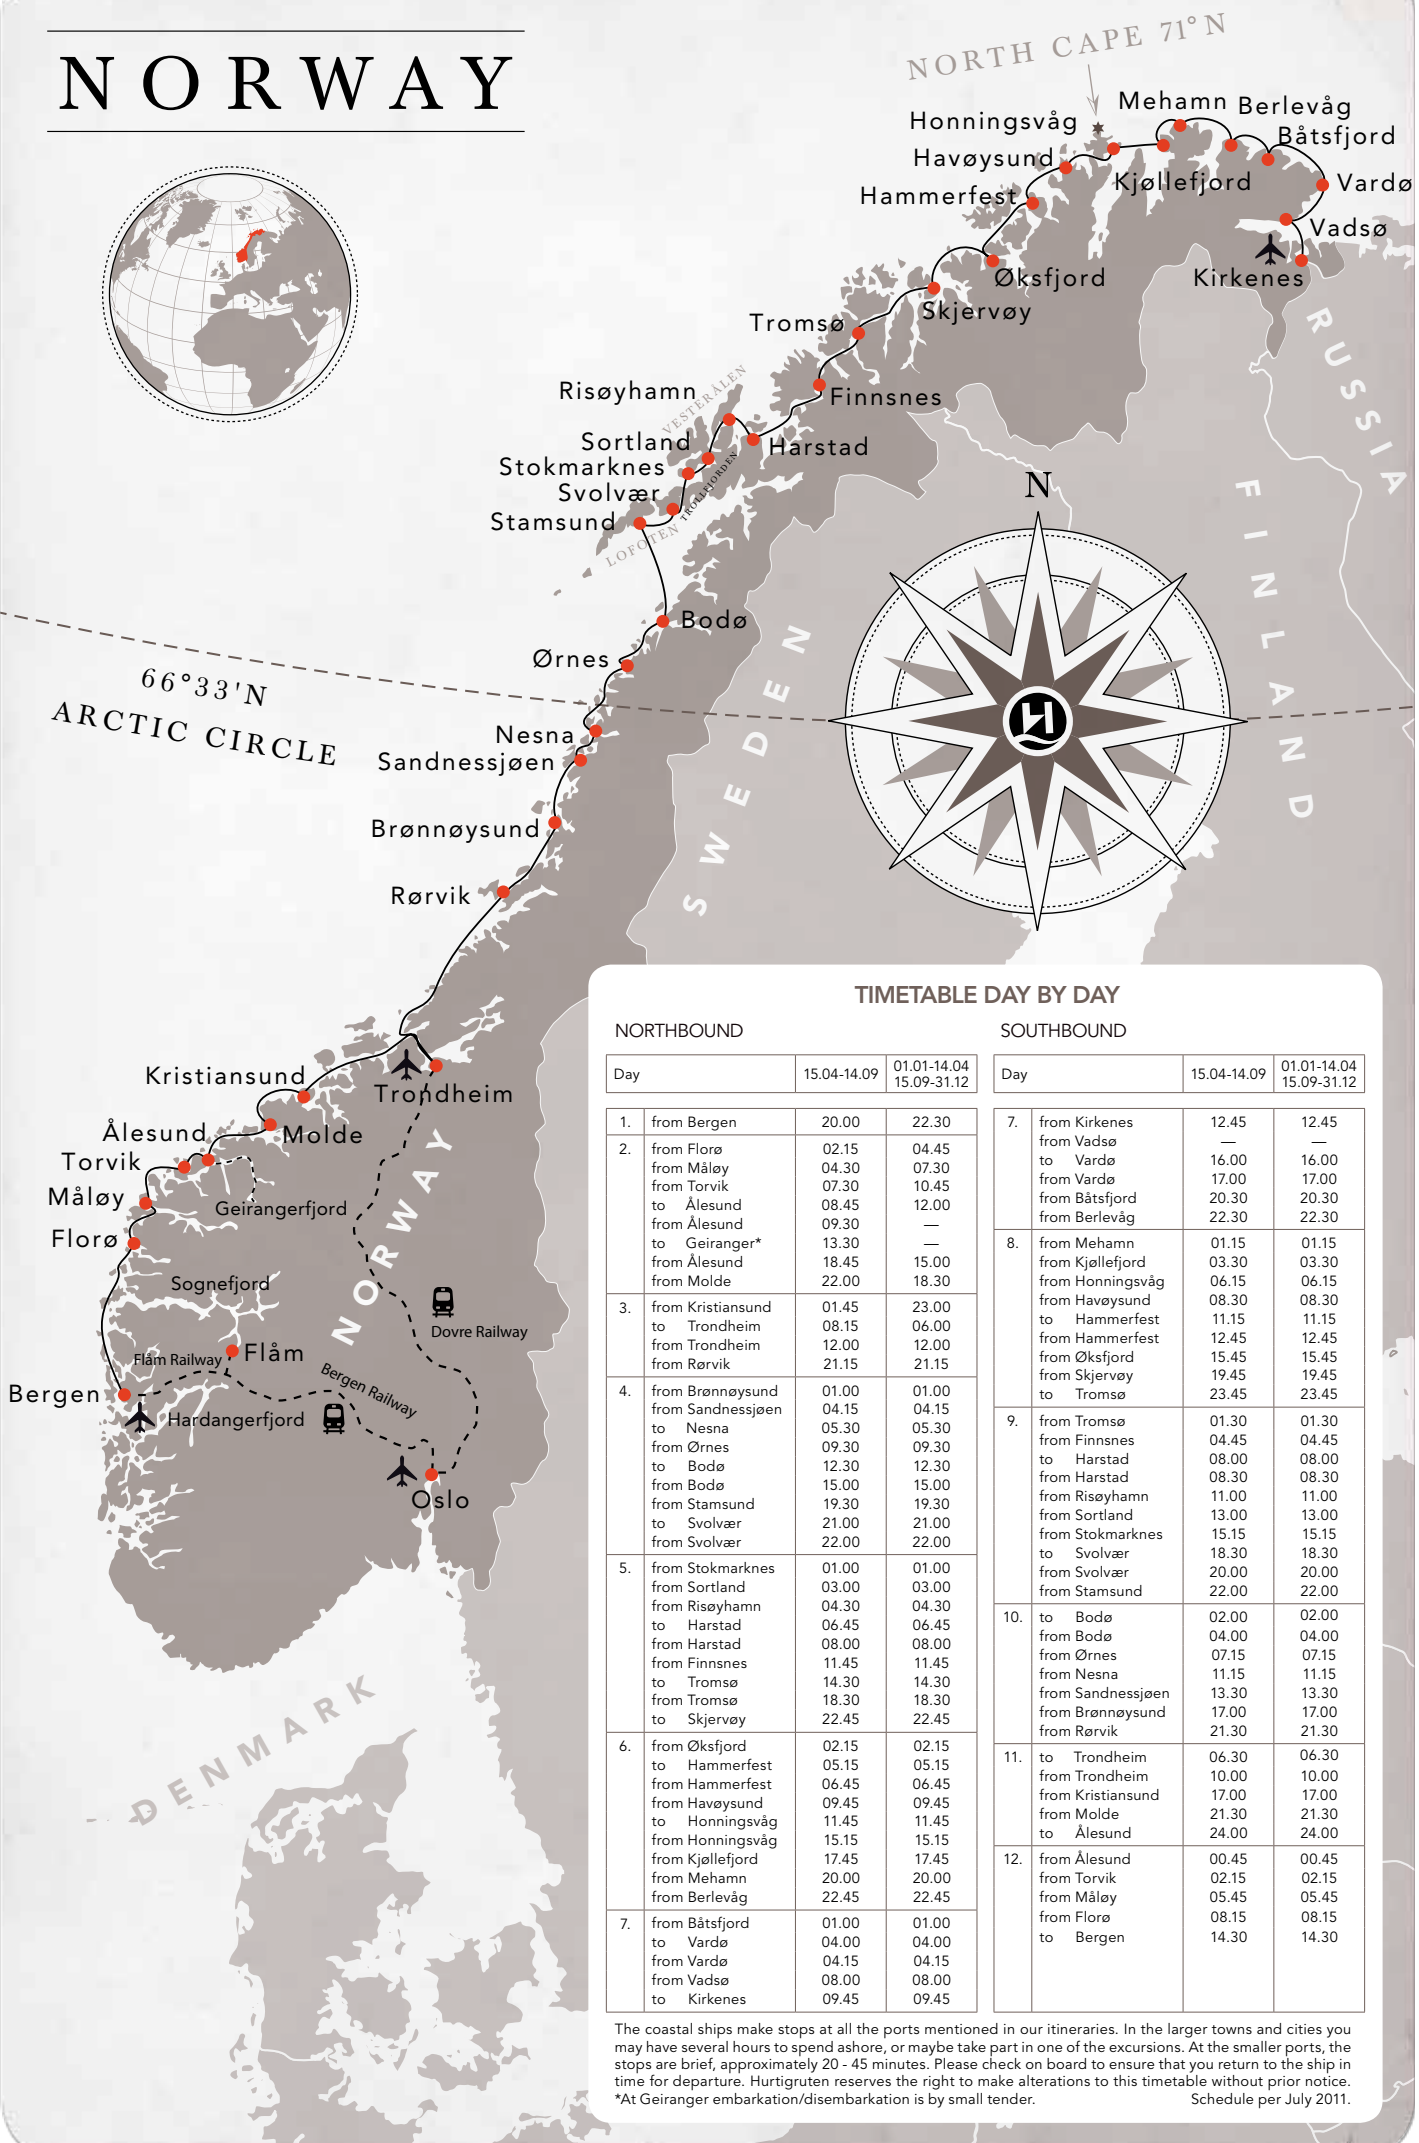 NORWAY
NORTH CAPE 71° N
Mehamn
Berlevåg
Honningsvåg
Båtsfjord
Havøysund
Kjøllefjord
Vardø
Hammerfest
Vadsø
Øksfjord
Kirkenes
Skjervøy
Tromsø
RUSSIA
Risøyhamn
VESTERÅLEN
Finnsnes
Sortland
Harstad
Stokmarknes
TROLLFJORDEN
Svolvær
Stamsund
LOFOTEN
N
FINLAND
Bodø
SWEDEN
Ørnes
66°33'N
ARCTIC CIRCLE
Nesna
Sandnessjøen
Brønnøysund
Rørvik
Kristiansund
Trondheim
Ålesund
Molde
Torvik
Måløy
Geirangerfjord
Florø
NORWAY
Sognefjord
Dovre Railway
Flåm Railway
Flåm
Bergen Railway
Bergen
Hardangerfjord
Oslo
DENMARK
TIMETABLE DAY BY DAY
NORTHBOUND
Day 15.04-14.09 01.01-14.04
15.09-31.12
1. from Bergen 20.00 22.30
2. from Florø 02.15 04.45
from Måløy 04.30 07.30
from Torvik 07.30 10.45
to Ålesund 08.45 12.00
from Ålesund 09.30 —
to Geiranger* 13.30 —
from Ålesund 18.45 15.00
from Molde 22.00 18.30
3. from Kristiansund 01.45 23.00
to Trondheim 08.15 06.00
from Trondheim 12.00 12.00
from Rørvik 21.15 21.15
4. from Brønnøysund 01.00 01.00
from Sandnessjøen 04.15 04.15
to Nesna 05.30 05.30
from Ørnes 09.30 09.30
to Bodø 12.30 12.30
from Bodø 15.00 15.00
from Stamsund 19.30 19.30
to Svolvær 21.00 21.00
from Svolvær 22.00 22.00
5. from Stokmarknes 01.00 01.00
from Sortland 03.00 03.00
from Risøyhamn 04.30 04.30
to Harstad 06.45 06.45
from Harstad 08.00 08.00
from Finnsnes 11.45 11.45
to Tromsø 14.30 14.30
from Tromsø 18.30 18.30
to Skjervøy 22.45 22.45
6. from Øksfjord 02.15 02.15
to Hammerfest 05.15 05.15
from Hammerfest 06.45 06.45
from Havøysund 09.45 09.45
to Honningsvåg 11.45 11.45
from Honningsvåg 15.15 15.15
from Kjøllefjord 17.45 17.45
from Mehamn 20.00 20.00
from Berlevåg 22.45 22.45
7. from Båtsfjord 01.00 01.00
to Vardø 04.00 04.00
from Vardø 04.15 04.15
from Vadsø 08.00 08.00
to Kirkenes 09.45 09.45
SOUTHBOUND
Day 15.04-14.09 01.01-14.04
15.09-31.12
7. from Kirkenes 12.45 12.45
from Vadsø — —
to Vardø 16.00 16.00
from Vardø 17.00 17.00
from Båtsfjord 20.30 20.30
from Berlevåg 22.30 22.30
8. from Mehamn 01.15 01.15
from Kjøllefjord 03.30 03.30
from Honningsvåg 06.15 06.15
from Havøysund 08.30 08.30
to Hammerfest 11.15 11.15
from Hammerfest 12.45 12.45
from Øksfjord 15.45 15.45
from Skjervøy 19.45 19.45
to Tromsø 23.45 23.45
9. from Tromsø 01.30 01.30
from Finnsnes 04.45 04.45
to Harstad 08.00 08.00
from Harstad 08.30 08.30
from Risøyhamn 11.00 11.00
from Sortland 13.00 13.00
from Stokmarknes 15.15 15.15
to Svolvær 18.30 18.30
from Svolvær 20.00 20.00
from Stamsund 22.00 22.00
10. to Bodø 02.00 02.00
from Bodø 04.00 04.00
from Ørnes 07.15 07.15
from Nesna 11.15 11.15
from Sandnessjøen 13.30 13.30
from Brønnøysund 17.00 17.00
from Rørvik 21.30 21.30
11. to Trondheim 06.30 06.30
from Trondheim 10.00 10.00
from Kristiansund 17.00 17.00
from Molde 21.30 21.30
to Ålesund 24.00 24.00
12. from Ålesund 00.45 00.45
from Torvik 02.15 02.15
from Måløy 05.45 05.45
from Florø 08.15 08.15
to Bergen 14.30 14.30
The coastal ships make stops at all the ports mentioned in our itineraries. In the larger towns and cities you
may have several hours to spend ashore, or maybe take part in one of the excursions. At the smaller ports, the
stops are brief, approximately 20 - 45 minutes. Please check on board to ensure that you return to the ship in
time for departure. Hurtigruten reserves the right to make alterations to this timetable without prior notice.
*At Geiranger embarkation/disembarkation is by small tender. Schedule per July 2011.